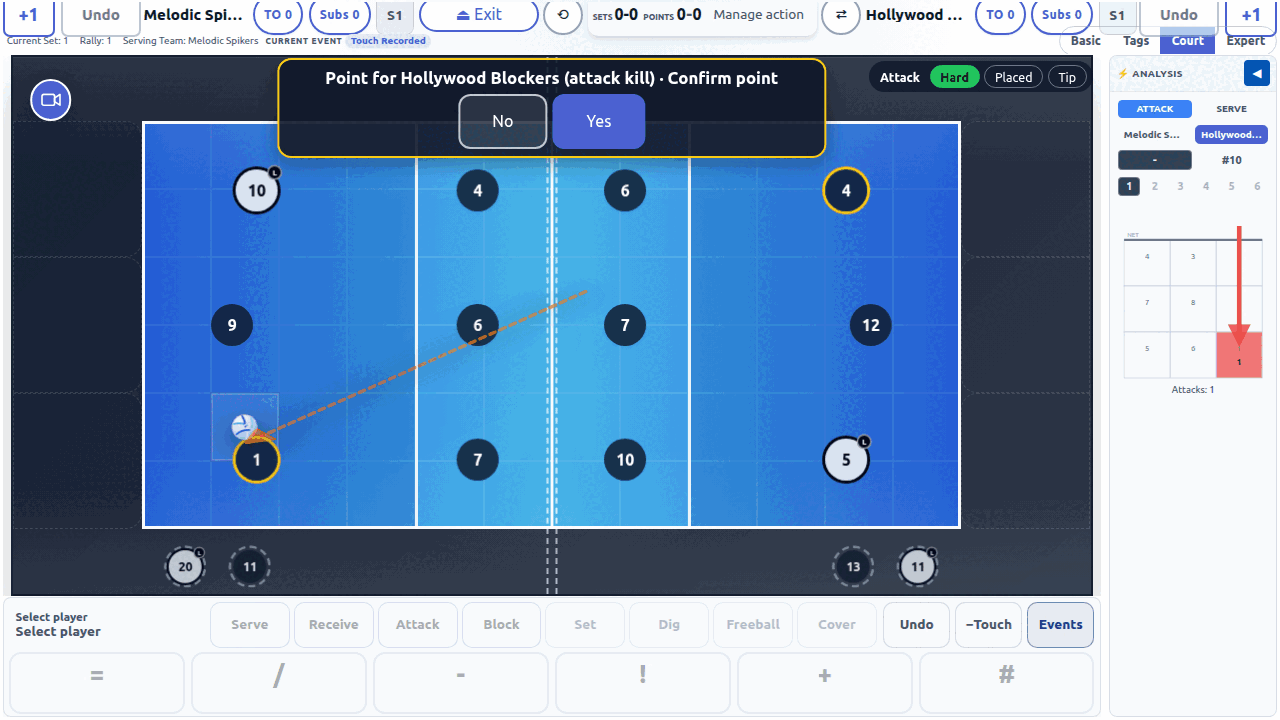 +1 Undo Melodic Spi... TO 0 Subs 0 S1 ⏏ Exit ⟲ SETS 0-0 POINTS 0-0 Manage action ⇄ Hollywood ... TO 0 Subs 0 S1 Undo +1
Current Set: 1 Rally: 1 Serving Team: Melodic Spikers CURRENT EVENT Touch Recorded
Basic Tags Court Expert
Point for Hollywood Blockers (attack kill) · Confirm point
No Yes
Attack Hard Placed Tip
⚡ ANALYSIS ◀
ATTACK SERVE
Melodic S... Hollywood...
- #10
1 2 3 4 5 6
NET
4 3
7 8
5 6 1
Attacks: 1
10 L 4 6 4
9 6 7 12
1 7 10 5 L
20 L 11 13 11 L
Select player
Select player
Serve Receive Attack Block Set Dig Freeball Cover Undo −Touch Events
= / - ! + #